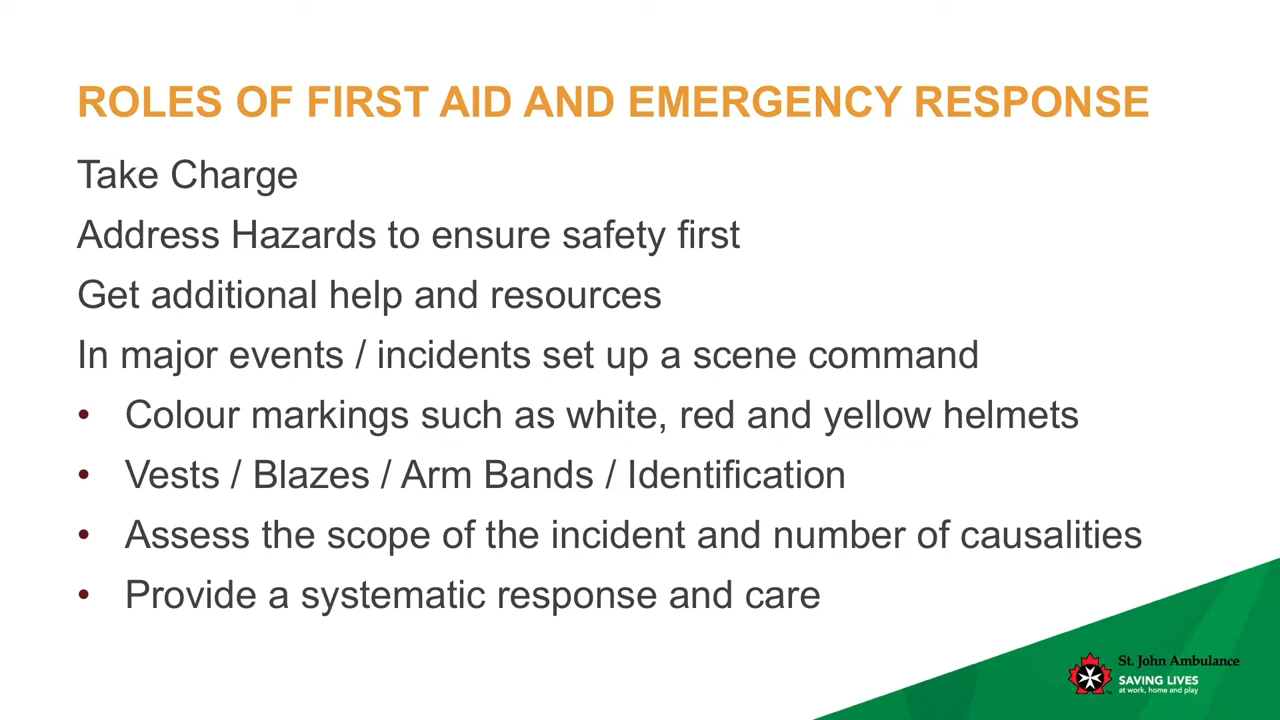 ROLES OF FIRST AID AND EMERGENCY RESPONSE
Take Charge
Address Hazards to ensure safety first
Get additional help and resources
In major events / incidents set up a scene command
• Colour markings such as white, red and yellow helmets
• Vests / Blazes / Arm Bands / Identification
• Assess the scope of the incident and number of causalities
• Provide a systematic response and care
St. John Ambulance
SAVING LIVES
at work, home and play